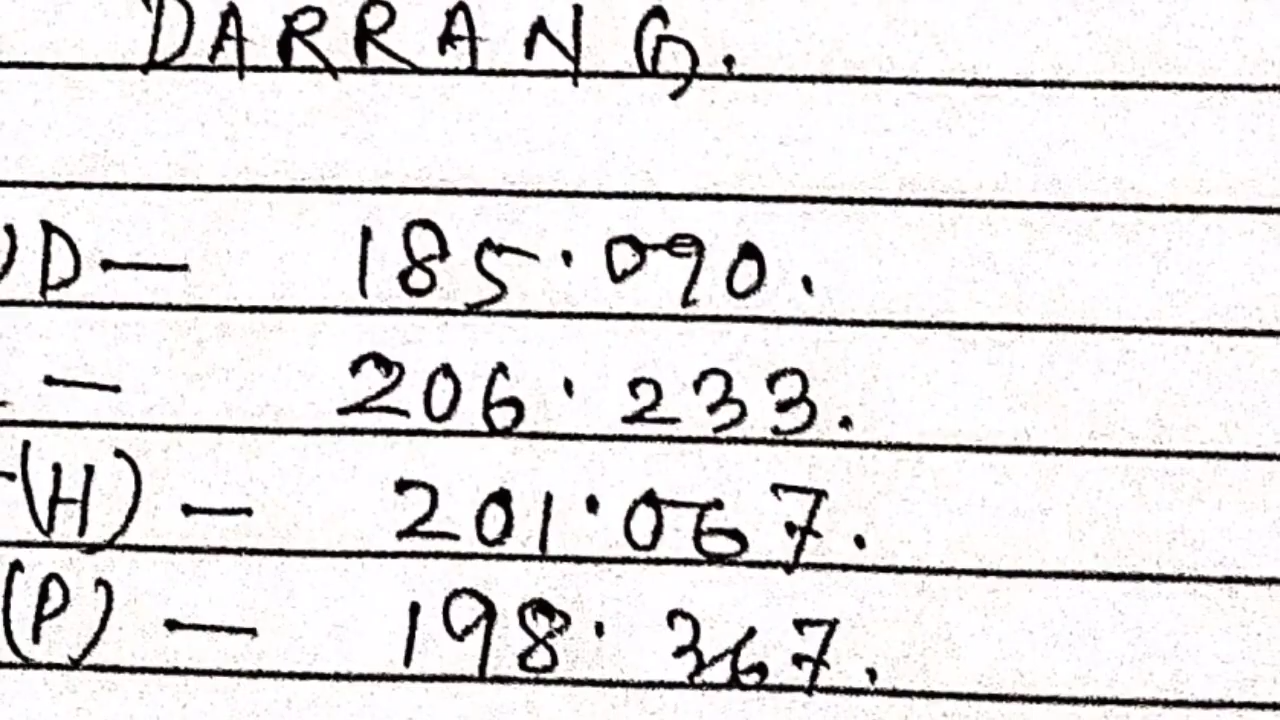 DARRANG.
D- 185.090.
- 206.233.
(H) - 201.067.
(P) - 198.367.